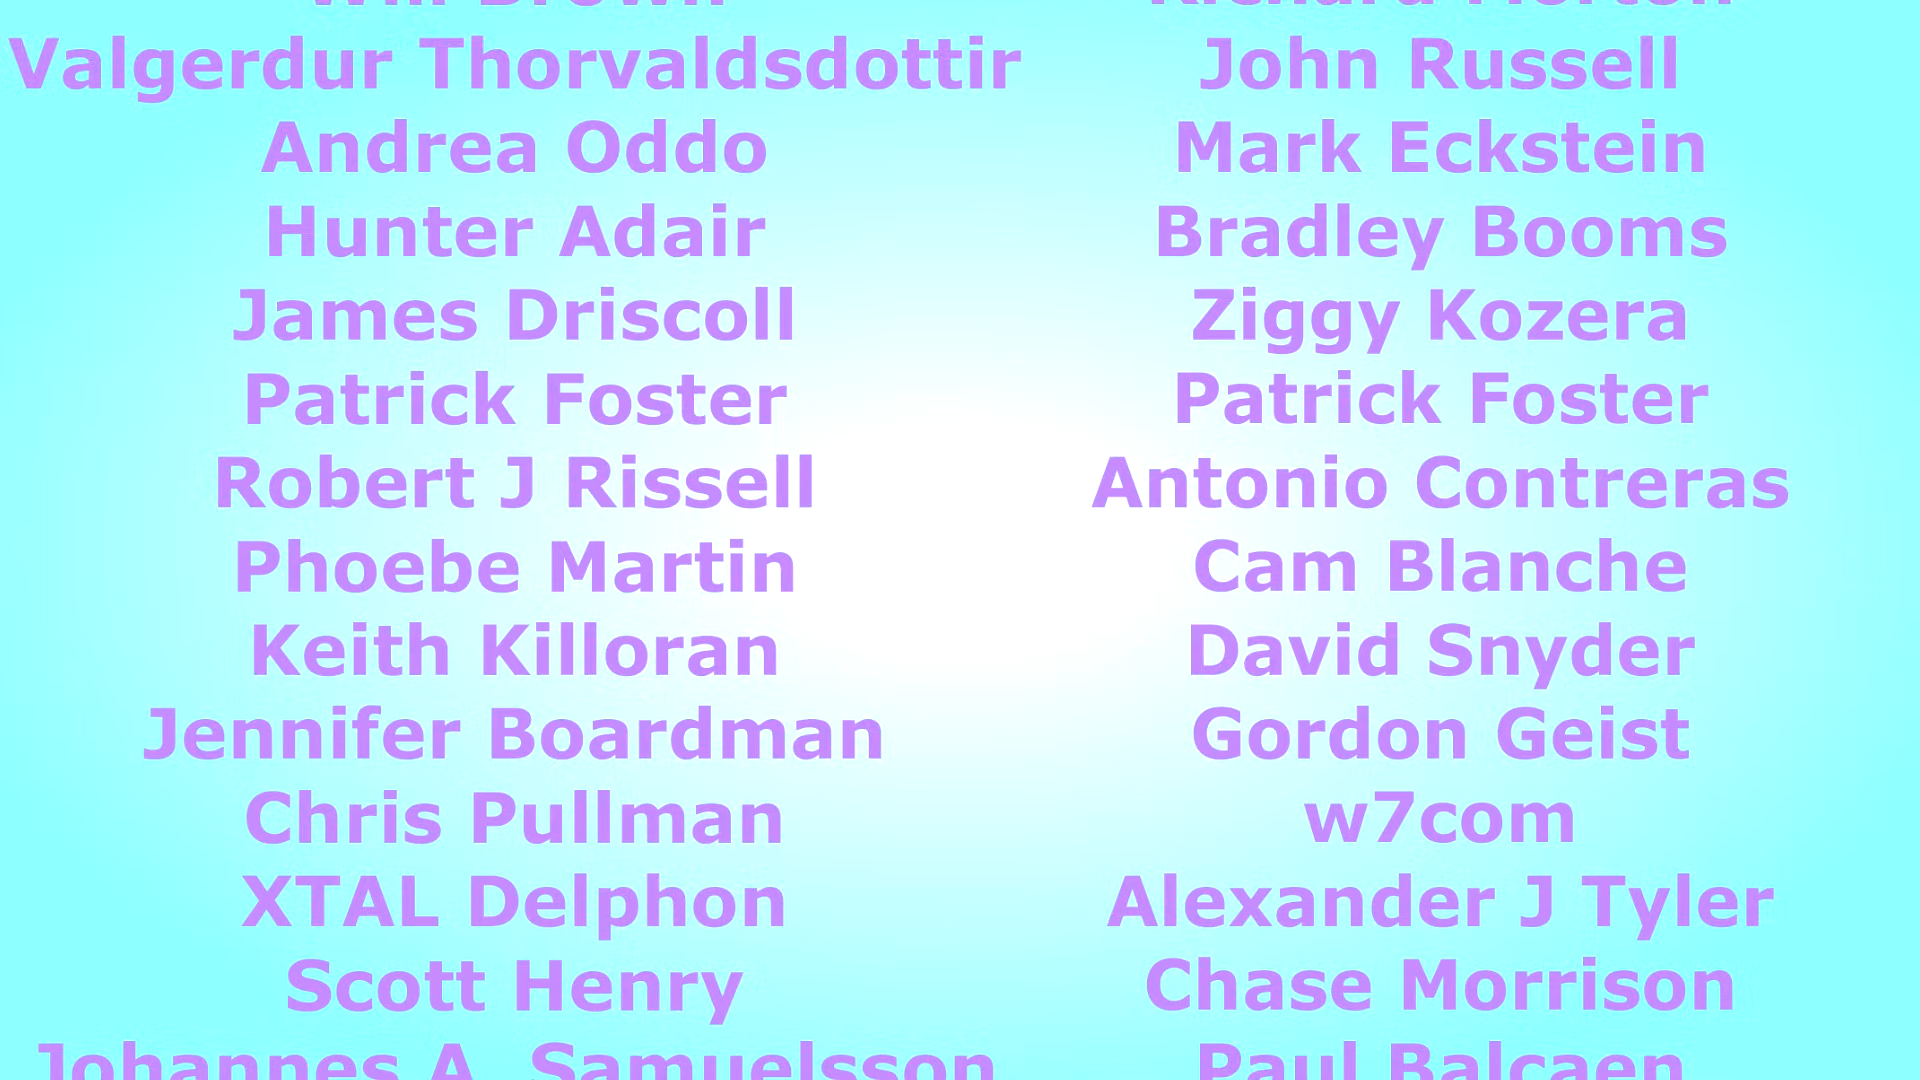 Will Brown
Richard Horton
Valgerdur Thorvaldsdottir
John Russell
Andrea Oddo
Mark Eckstein
Hunter Adair
Bradley Booms
James Driscoll
Ziggy Kozera
Patrick Foster
Patrick Foster
Robert J Rissell
Antonio Contreras
Phoebe Martin
Cam Blanche
Keith Killoran
David Snyder
Jennifer Boardman
Gordon Geist
Chris Pullman
w7com
XTAL Delphon
Alexander J Tyler
Scott Henry
Chase Morrison
Johannes A. Samuelsson
Paul Balcaen